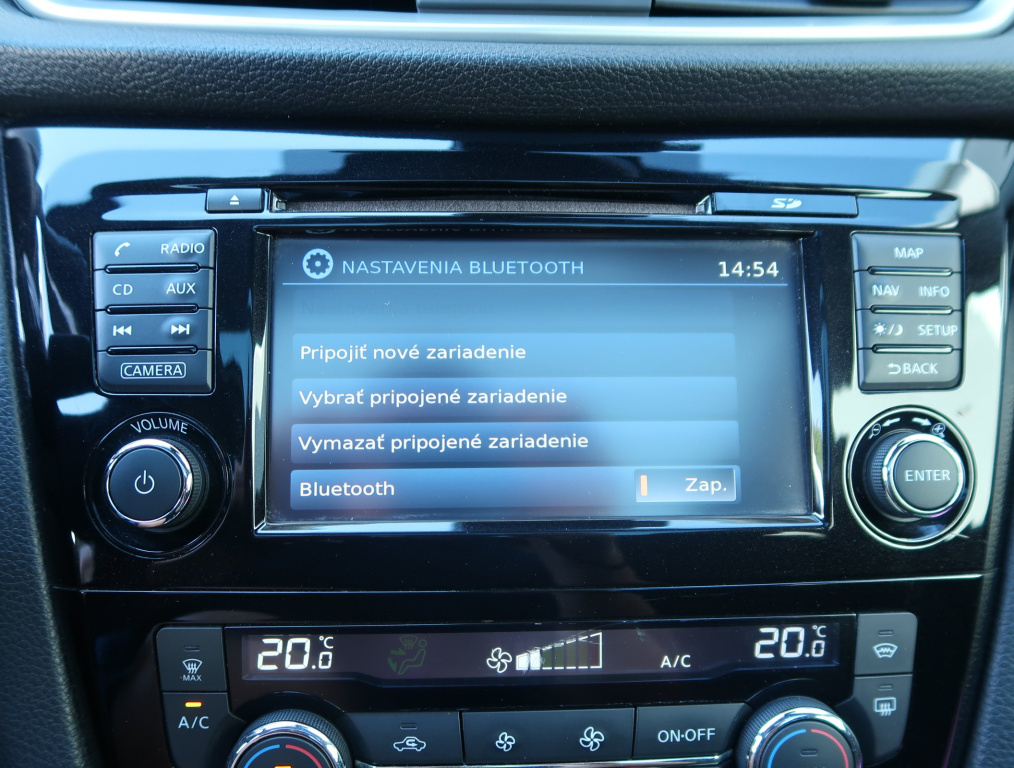 SD
RADIO
CD AUX
CAMERA
VOLUME
NASTAVENIA BLUETOOTH 14:54
Pripojiť nové zariadenie
Vybrať pripojené zariadenie
Vymazať pripojené zariadenie
Bluetooth Zap.
MAP
NAV INFO
SETUP
BACK
ENTER
20.0 °C A/C 20.0 °C
MAX
A/C
ON·OFF